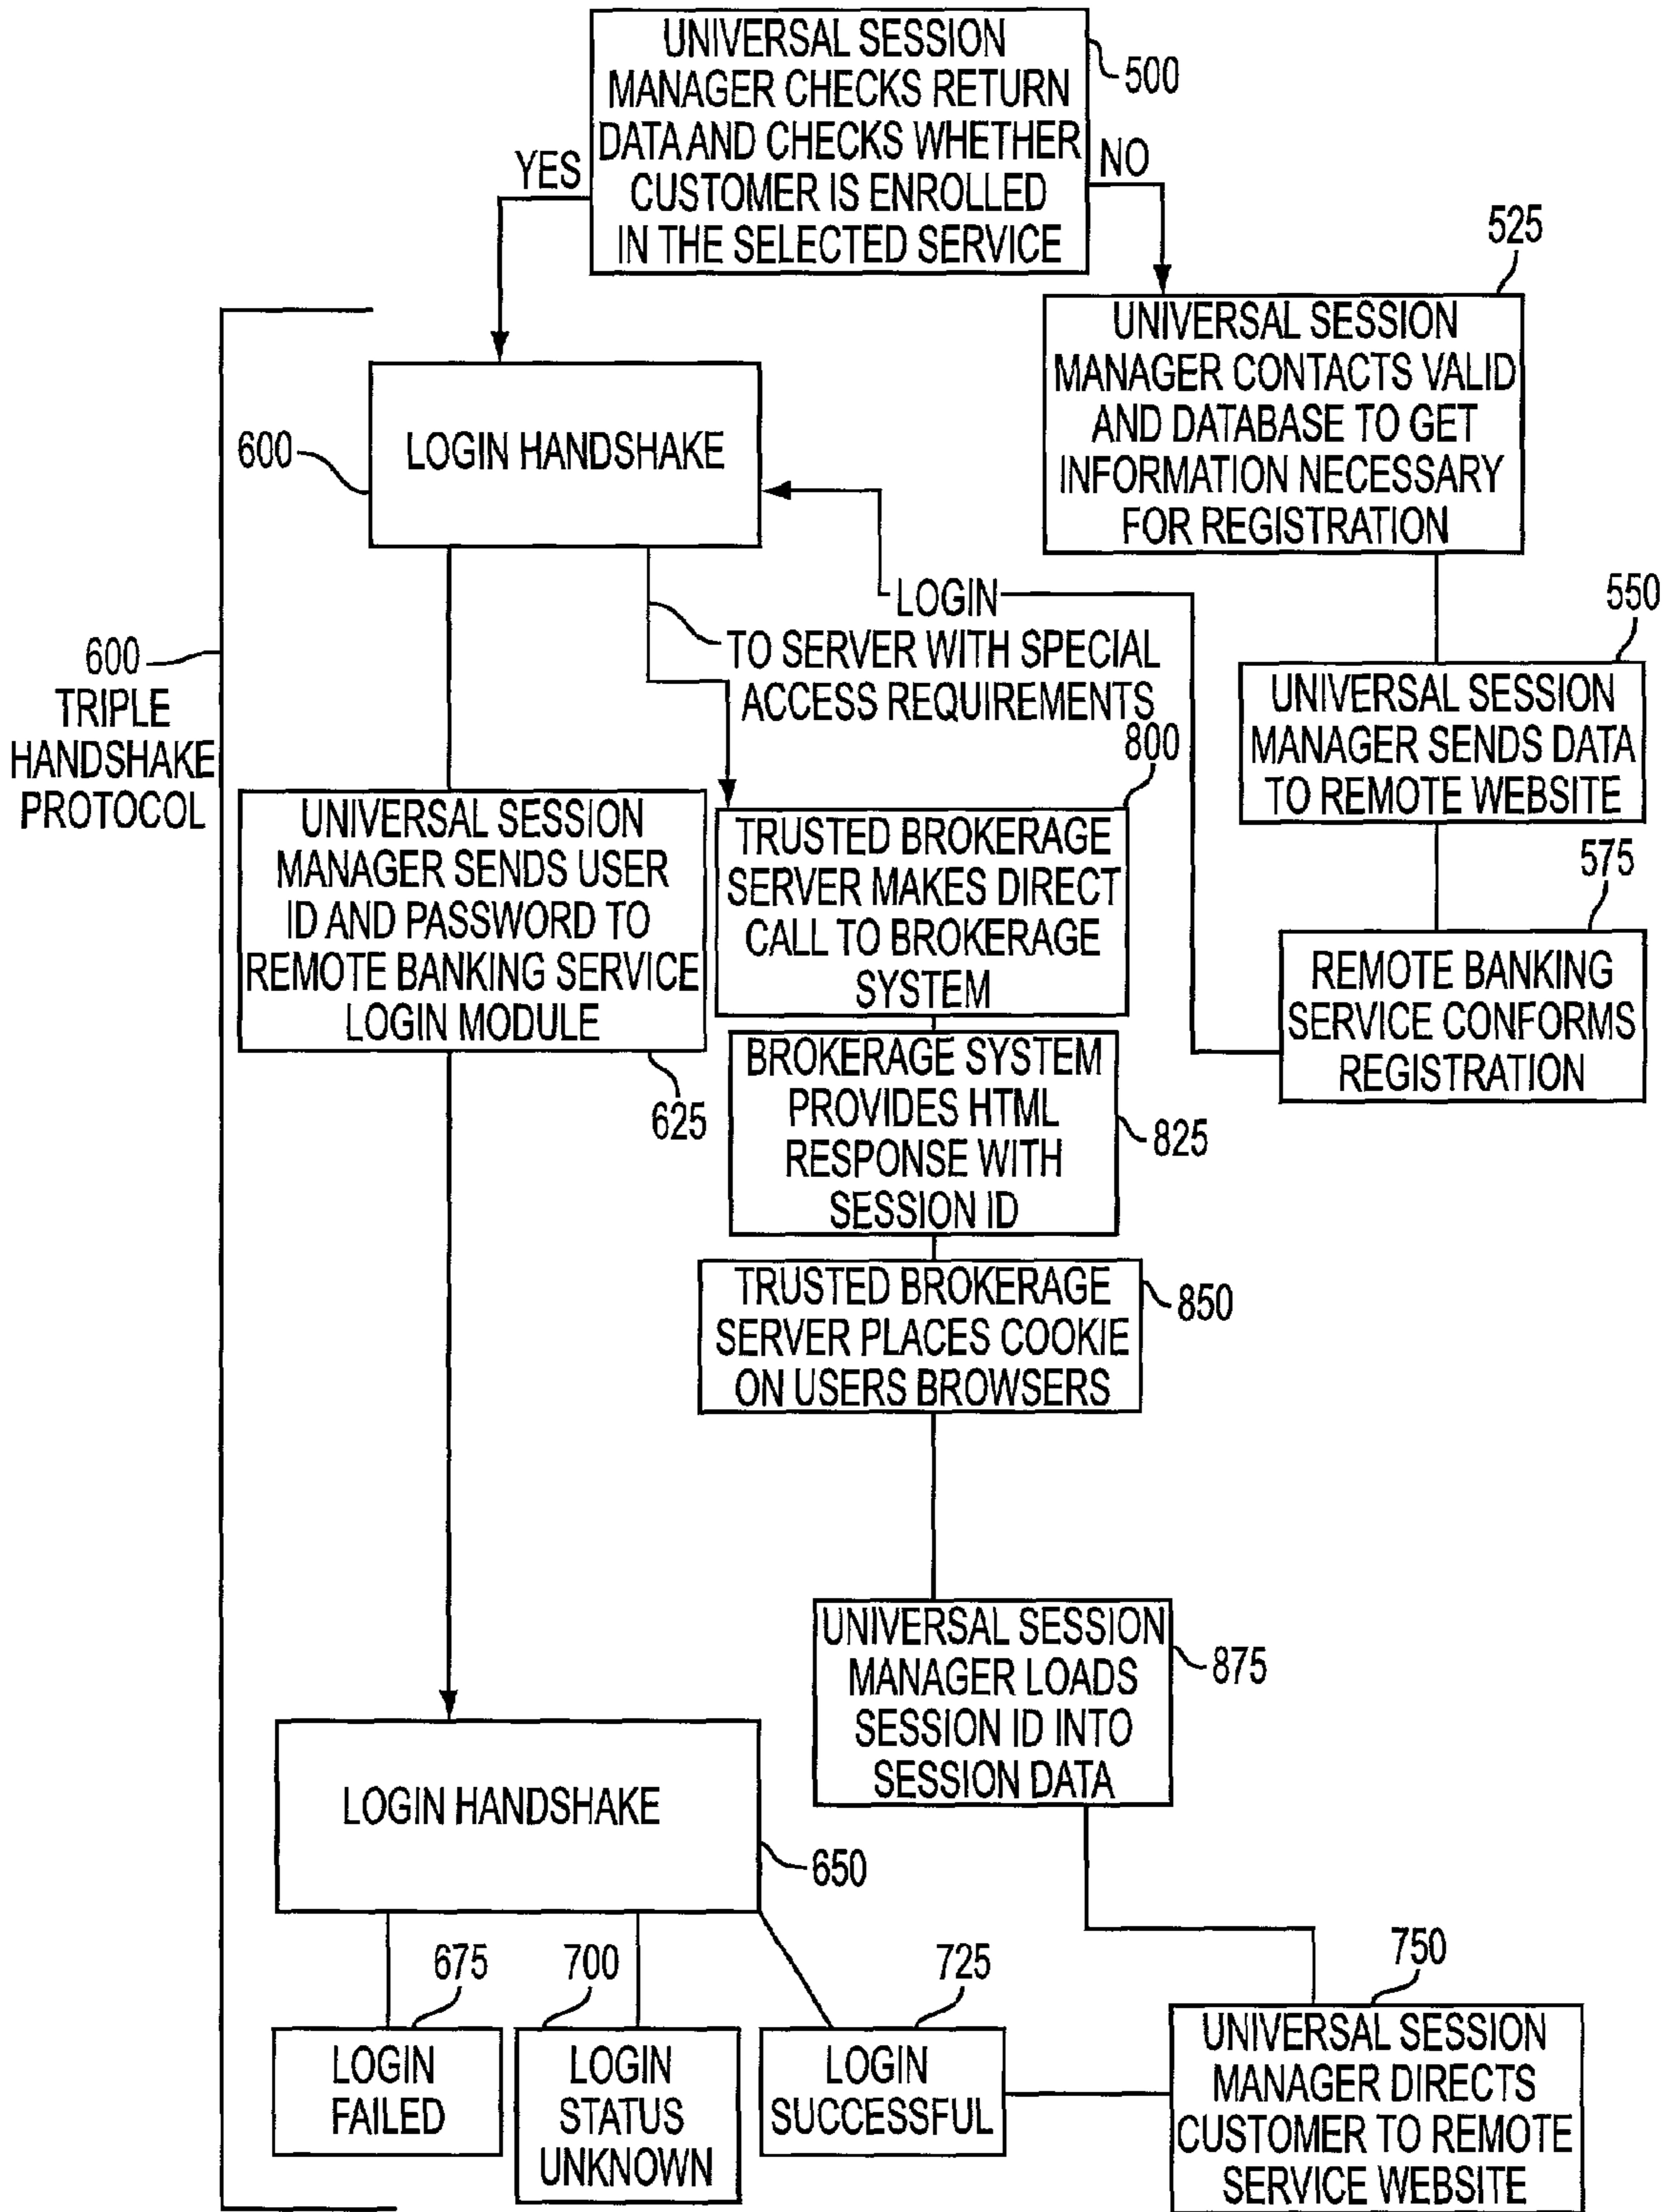 UNIVERSAL SESSION
MANAGER CHECKS RETURN
DATA AND CHECKS WHETHER
CUSTOMER IS ENROLLED
IN THE SELECTED SERVICE
500
YES
NO
525
UNIVERSAL SESSION
MANAGER CONTACTS VALID
AND DATABASE TO GET
INFORMATION NECESSARY
FOR REGISTRATION
LOGIN HANDSHAKE
600
LOGIN
TO SERVER WITH SPECIAL
ACCESS REQUIREMENTS
550
UNIVERSAL SESSION
MANAGER SENDS DATA
TO REMOTE WEBSITE
600
TRIPLE
HANDSHAKE
PROTOCOL
UNIVERSAL SESSION
MANAGER SENDS USER
ID AND PASSWORD TO
REMOTE BANKING SERVICE
LOGIN MODULE
625
800
TRUSTED BROKERAGE
SERVER MAKES DIRECT
CALL TO BROKERAGE
SYSTEM
575
REMOTE BANKING
SERVICE CONFORMS
REGISTRATION
BROKERAGE SYSTEM
PROVIDES HTML
RESPONSE WITH
SESSION ID
825
TRUSTED BROKERAGE
SERVER PLACES COOKIE
ON USERS BROWSERS
850
UNIVERSAL SESSION
MANAGER LOADS
SESSION ID INTO
SESSION DATA
875
LOGIN HANDSHAKE
650
675
LOGIN
FAILED
700
LOGIN
STATUS
UNKNOWN
725
LOGIN
SUCCESSFUL
750
UNIVERSAL SESSION
MANAGER DIRECTS
CUSTOMER TO REMOTE
SERVICE WEBSITE